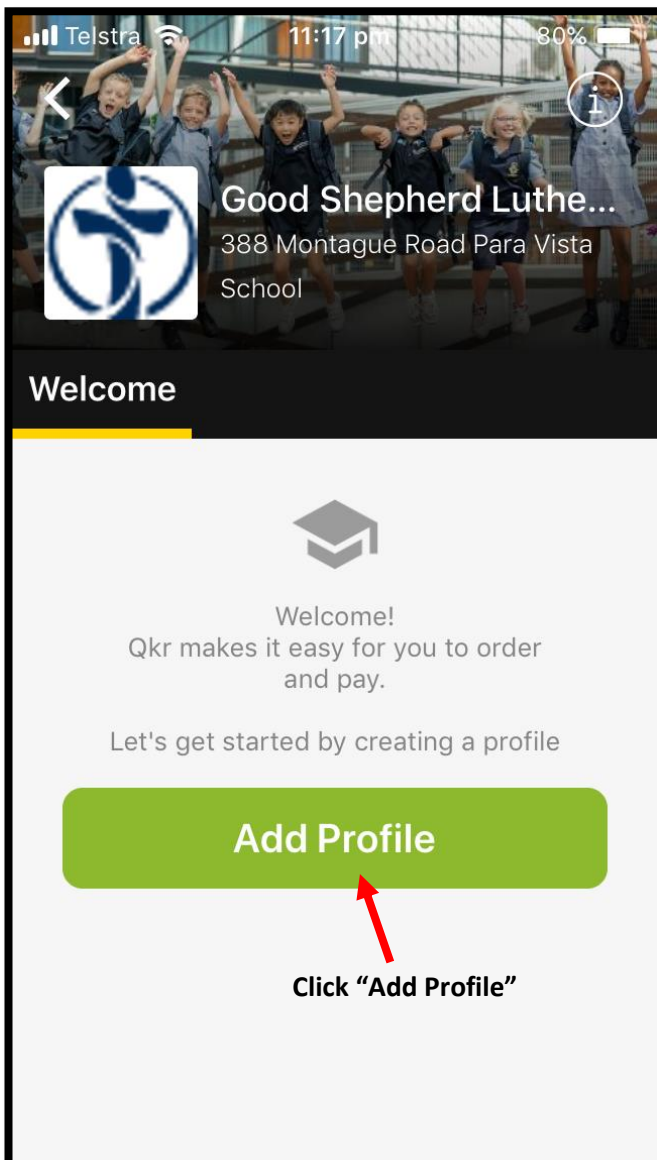 Telstra 11:17 pm 80%
i
Good Shepherd Luthe...
388 Montague Road Para Vista
School
Welcome
Welcome!
Qkr makes it easy for you to order
and pay.
Let's get started by creating a profile
Add Profile
Click “Add Profile”